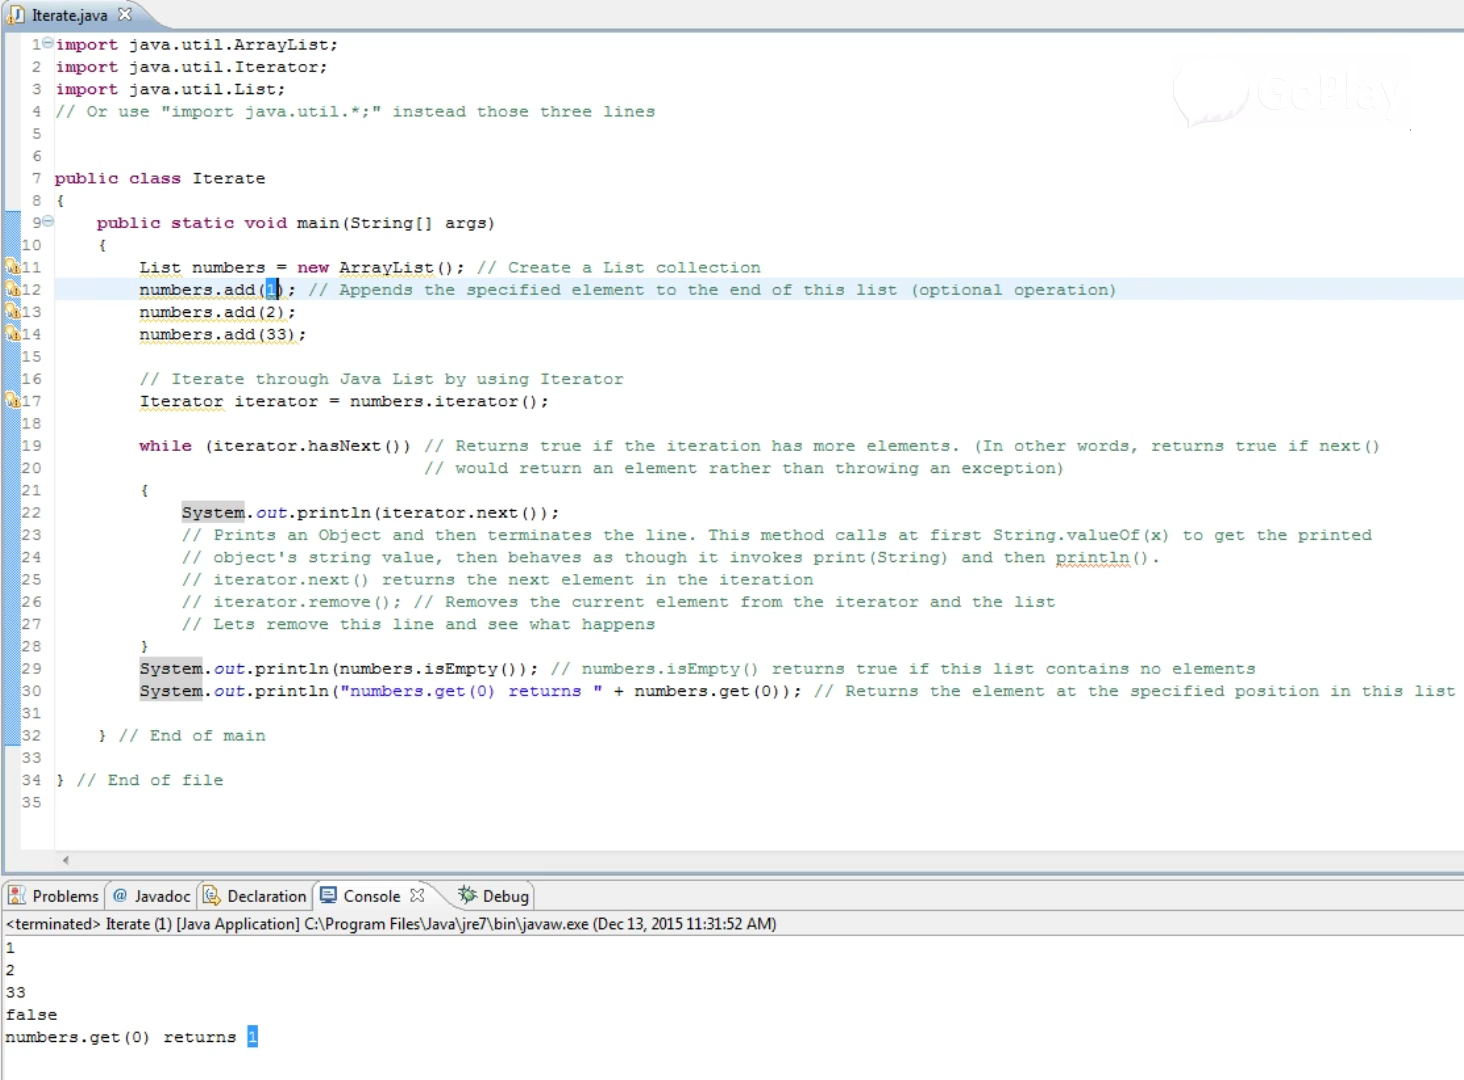 Iterate.java
1 import java.util.ArrayList;
2 import java.util.Iterator;
3 import java.util.List;
4 // Or use "import java.util.*;" instead those three lines
5
6
7 public class Iterate
8 {
9 public static void main(String[] args)
10 {
11 List numbers = new ArrayList(); // Create a List collection
12 numbers.add(1); // Appends the specified element to the end of this list (optional operation)
13 numbers.add(2);
14 numbers.add(33);
15
16 // Iterate through Java List by using Iterator
17 Iterator iterator = numbers.iterator();
18
19 while (iterator.hasNext()) // Returns true if the iteration has more elements. (In other words, returns true if next()
20 // would return an element rather than throwing an exception)
21 {
22 System.out.println(iterator.next());
23 // Prints an Object and then terminates the line. This method calls at first String.valueOf(x) to get the printed
24 // object's string value, then behaves as though it invokes print(String) and then println().
25 // iterator.next() returns the next element in the iteration
26 // iterator.remove(); // Removes the current element from the iterator and the list
27 // Lets remove this line and see what happens
28 }
29 System.out.println(numbers.isEmpty()); // numbers.isEmpty() returns true if this list contains no elements
30 System.out.println("numbers.get(0) returns " + numbers.get(0)); // Returns the element at the specified position in this list
31
32 } // End of main
33
34 } // End of file
35
GoPlay
Problems @ Javadoc Declaration Console Debug
<terminated> Iterate (1) [Java Application] C:\Program Files\Java\jre7\bin\javaw.exe (Dec 13, 2015 11:31:52 AM)
1
2
33
false
numbers.get(0) returns 1